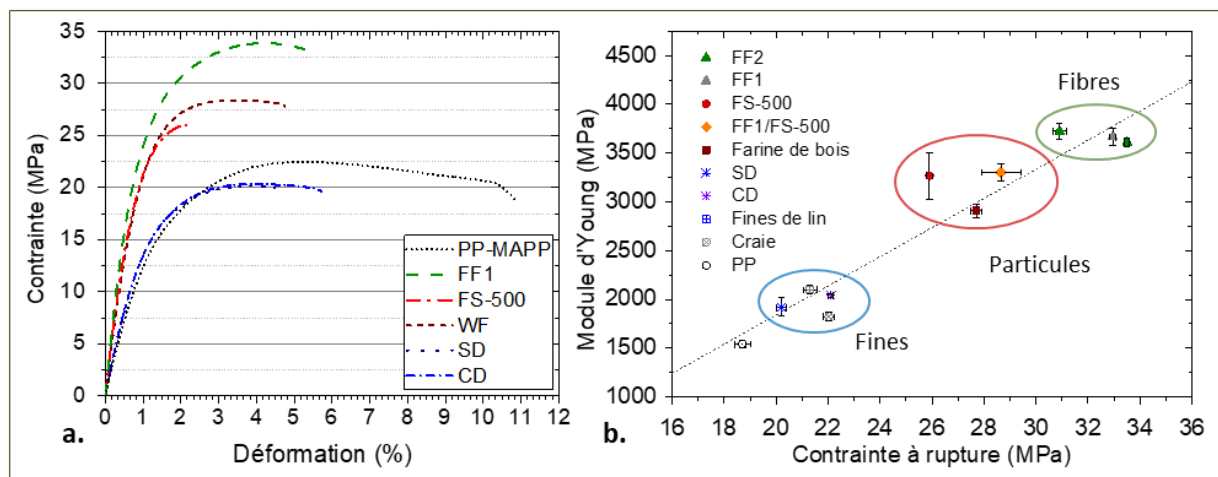 35
30
25
20
15
10
5
0
Contrainte (MPa)
PP-MAPP
FF1
FS-500
WF
SD
CD
0 1 2 3 4 5 6 7 8 9 10 11 12
a.
Déformation (%)
4500
4000
3500
3000
2500
2000
1500
1000
Module d'Young (MPa)
FF2
FF1
FS-500
FF1/FS-500
Farine de bois
SD
CD
Fines de lin
Craie
PP
Fibres
Particules
Fines
16 18 20 22 24 26 28 30 32 34 36
b.
Contrainte à rupture (MPa)